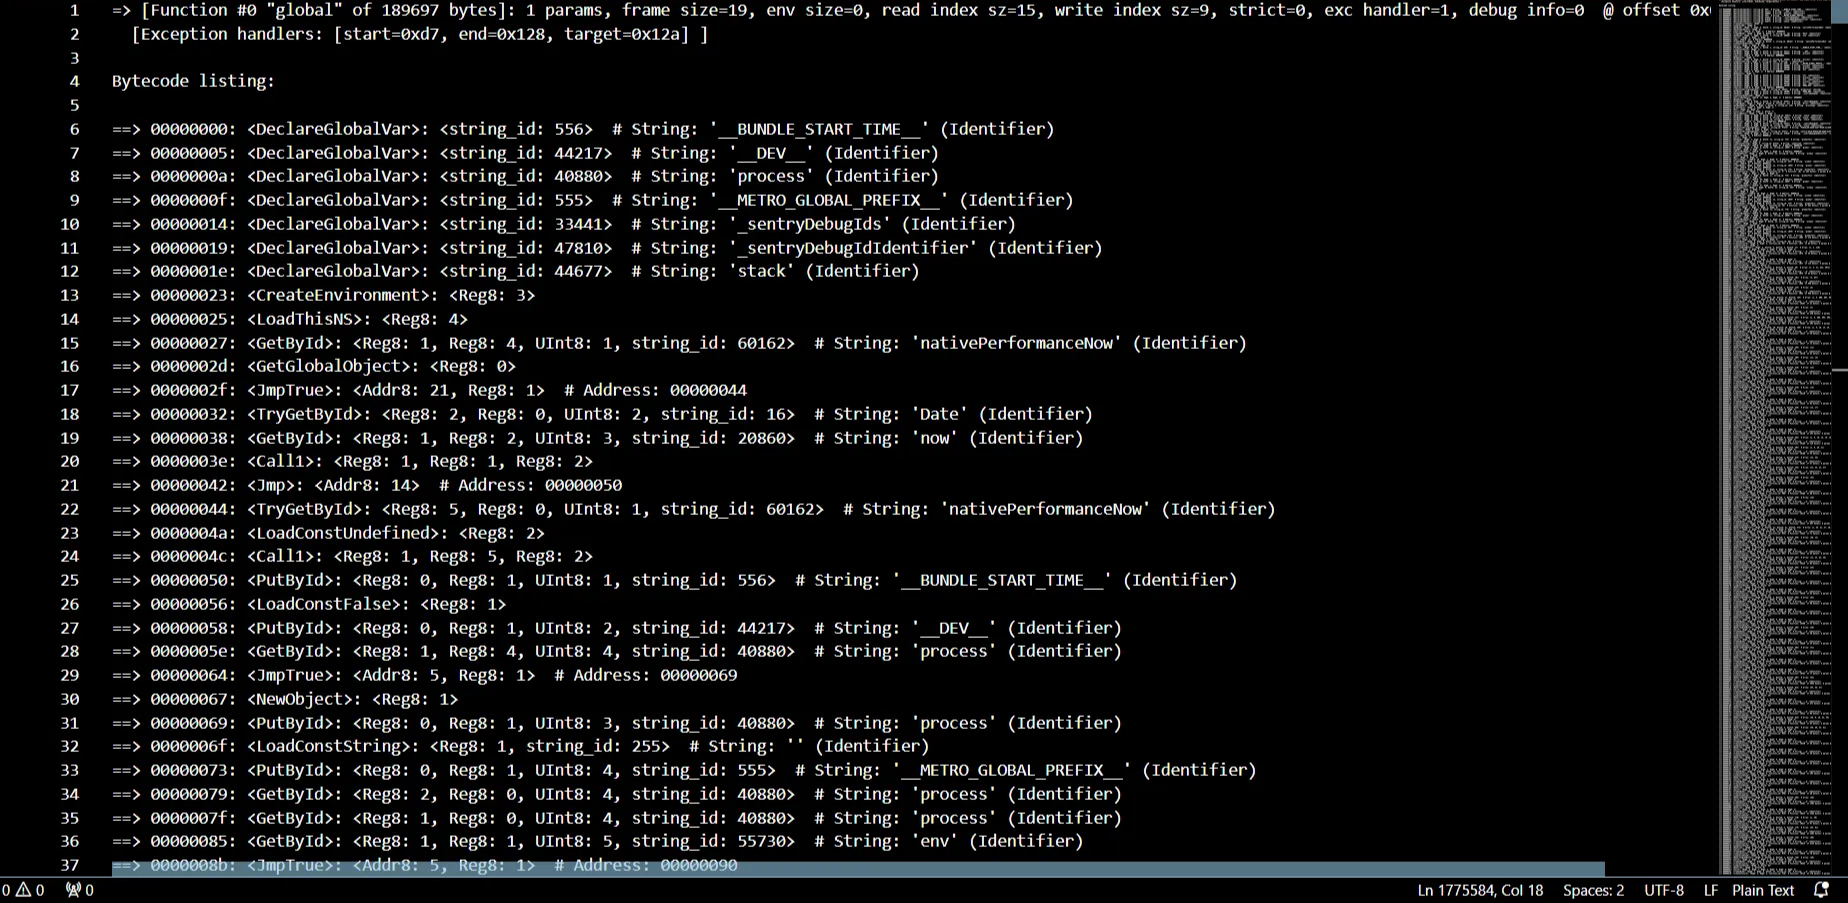 1 => [Function #0 "global" of 189697 bytes]: 1 params, frame size=19, env size=0, read index sz=15, write index sz=9, strict=0, exc handler=1, debug info=0  @ offset
2 [Exception handlers: [start=0xd7, end=0x128, target=0x12a] ]
3
4 Bytecode listing:
5
6 ==> 00000000: <DeclareGlobalVar>: <string_id: 556>  # String: '__BUNDLE_START_TIME__' (Identifier)
7 ==> 00000005: <DeclareGlobalVar>: <string_id: 44217>  # String: '__DEV__' (Identifier)
8 ==> 0000000a: <DeclareGlobalVar>: <string_id: 40880>  # String: 'process' (Identifier)
9 ==> 0000000f: <DeclareGlobalVar>: <string_id: 555>  # String: '__METRO_GLOBAL_PREFIX__' (Identifier)
10 ==> 00000014: <DeclareGlobalVar>: <string_id: 33441>  # String: '_sentryDebugIds' (Identifier)
11 ==> 00000019: <DeclareGlobalVar>: <string_id: 47810>  # String: '_sentryDebugIdIdentifier' (Identifier)
12 ==> 0000001e: <DeclareGlobalVar>: <string_id: 44677>  # String: 'stack' (Identifier)
13 ==> 00000023: <CreateEnvironment>: <Reg8: 3>
14 ==> 00000025: <LoadThisNS>: <Reg8: 4>
15 ==> 00000027: <GetById>: <Reg8: 1, Reg8: 4, UInt8: 1, string_id: 60162>  # String: 'nativePerformanceNow' (Identifier)
16 ==> 0000002d: <GetGlobalObject>: <Reg8: 0>
17 ==> 0000002f: <JmpTrue>: <Addr8: 21, Reg8: 1>  # Address: 00000044
18 ==> 00000032: <TryGetById>: <Reg8: 2, Reg8: 0, UInt8: 2, string_id: 16>  # String: 'Date' (Identifier)
19 ==> 00000038: <GetById>: <Reg8: 1, Reg8: 2, UInt8: 3, string_id: 20860>  # String: 'now' (Identifier)
20 ==> 0000003e: <Call1>: <Reg8: 1, Reg8: 1, Reg8: 2>
21 ==> 00000042: <Jmp>: <Addr8: 14>  # Address: 00000050
22 ==> 00000044: <TryGetById>: <Reg8: 5, Reg8: 0, UInt8: 1, string_id: 60162>  # String: 'nativePerformanceNow' (Identifier)
23 ==> 0000004a: <LoadConstUndefined>: <Reg8: 2>
24 ==> 0000004c: <Call1>: <Reg8: 1, Reg8: 5, Reg8: 2>
25 ==> 00000050: <PutById>: <Reg8: 0, Reg8: 1, UInt8: 1, string_id: 556>  # String: '__BUNDLE_START_TIME__' (Identifier)
26 ==> 00000056: <LoadConstFalse>: <Reg8: 1>
27 ==> 00000058: <PutById>: <Reg8: 0, Reg8: 1, UInt8: 2, string_id: 44217>  # String: '__DEV__' (Identifier)
28 ==> 0000005e: <GetById>: <Reg8: 1, Reg8: 4, UInt8: 4, string_id: 40880>  # String: 'process' (Identifier)
29 ==> 00000064: <JmpTrue>: <Addr8: 5, Reg8: 1>  # Address: 00000069
30 ==> 00000067: <NewObject>: <Reg8: 1>
31 ==> 00000069: <PutById>: <Reg8: 0, Reg8: 1, UInt8: 3, string_id: 40880>  # String: 'process' (Identifier)
32 ==> 0000006f: <LoadConstString>: <Reg8: 1, string_id: 255>  # String: '' (Identifier)
33 ==> 00000073: <PutById>: <Reg8: 0, Reg8: 1, UInt8: 4, string_id: 555>  # String: '__METRO_GLOBAL_PREFIX__' (Identifier)
34 ==> 00000079: <GetById>: <Reg8: 2, Reg8: 0, UInt8: 4, string_id: 40880>  # String: 'process' (Identifier)
35 ==> 0000007f: <GetById>: <Reg8: 1, Reg8: 0, UInt8: 4, string_id: 40880>  # String: 'process' (Identifier)
36 ==> 00000085: <GetById>: <Reg8: 1, Reg8: 1, UInt8: 5, string_id: 55730>  # String: 'env' (Identifier)
37 ==> 0000008b: <JmpTrue>: <Addr8: 5, Reg8: 1>  # Address: 00000090
0 0 0 Ln 1775584, Col 18 Spaces: 2 UTF-8 LF Plain Text